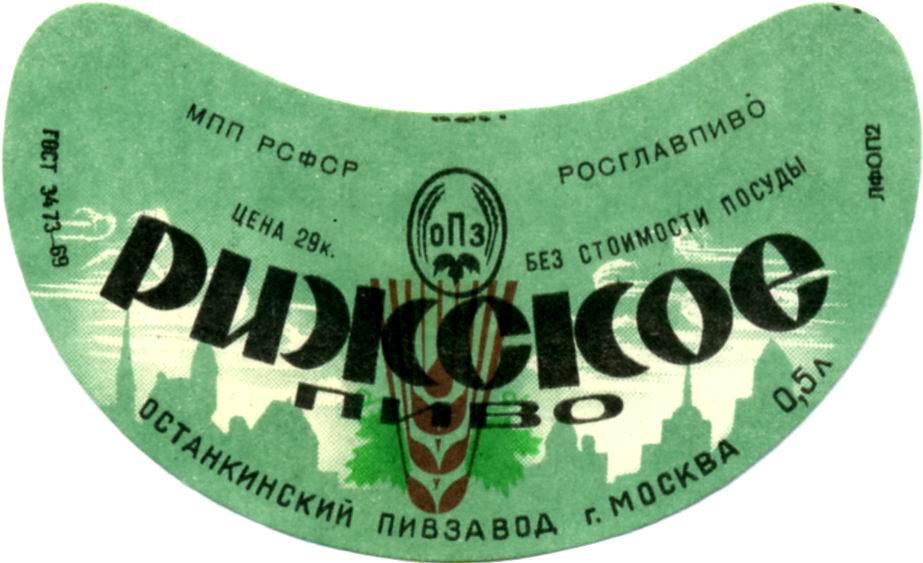 МПП РСФСР
РОСГЛАВПИВО
ГОСТ 3473-69
ЛФОП2
ЦЕНА 29к.
БЕЗ СТОИМОСТИ ПОСУДЫ
ОПЗ
РИЖСКОЕ
ПИВО
0,5л
ОСТАНКИНСКИЙ ПИВЗАВОД г. МОСКВА